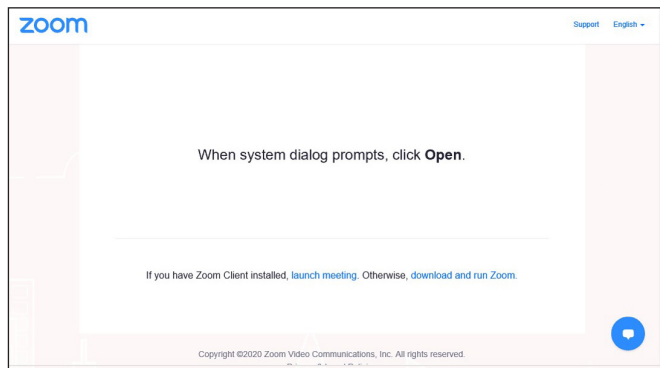 zoom
Support English
When system dialog prompts, click Open.
If you have Zoom Client installed, launch meeting. Otherwise, download and run Zoom.
Copyright ©2020 Zoom Video Communications, Inc. All rights reserved.